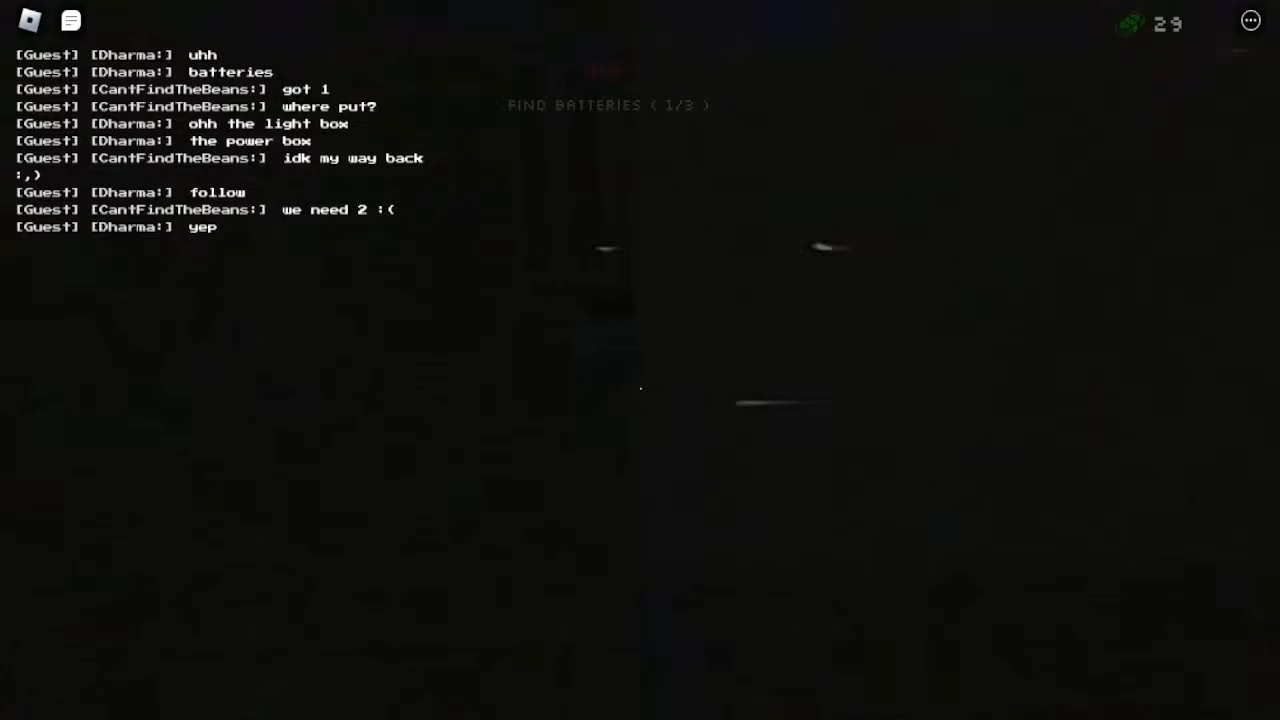 29
[Guest] [Dharma:] uhh
[Guest] [Dharma:] batteries
[Guest] [CantFindTheBeans:] got 1
[Guest] [CantFindTheBeans:] where put?
FIND BATTERIES ( 1/3 )
[Guest] [Dharma:] ohh the light box
[Guest] [Dharma:] the power box
[Guest] [CantFindTheBeans:] idk my way back
:,)
[Guest] [Dharma:] follow
[Guest] [CantFindTheBeans:] we need 2 :(
[Guest] [Dharma:] yep